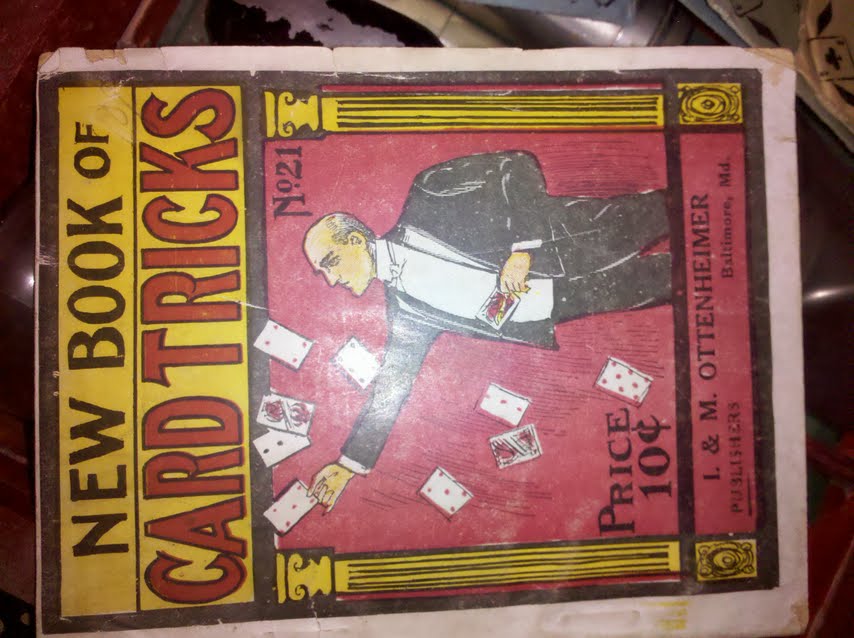 NEW BOOK OF
CARD TRICKS
No. 21
PRICE
10¢
I. & M. OTTENHEIMER
PUBLISHERS
Baltimore, Md.